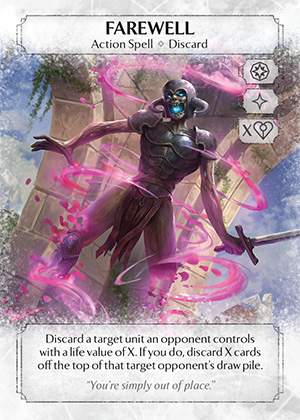 FAREWELL
Action Spell ⟡ Discard
X
Discard a target unit an opponent controls
with a life value of X. If you do, discard X cards
off the top of that target opponent's draw pile.
"You're simply out of place."